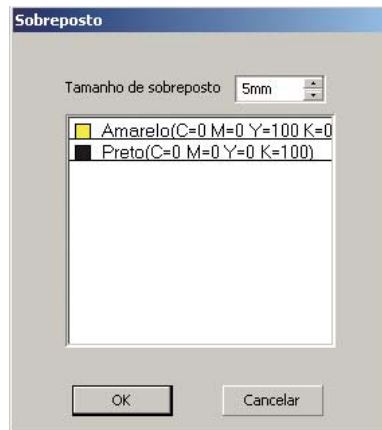 Sobreposto
Tamanho de sobreposto 5mm
Amarelo(C=0 M=0 Y=100 K=0
Preto(C=0 M=0 Y=0 K=100)
OK Cancelar